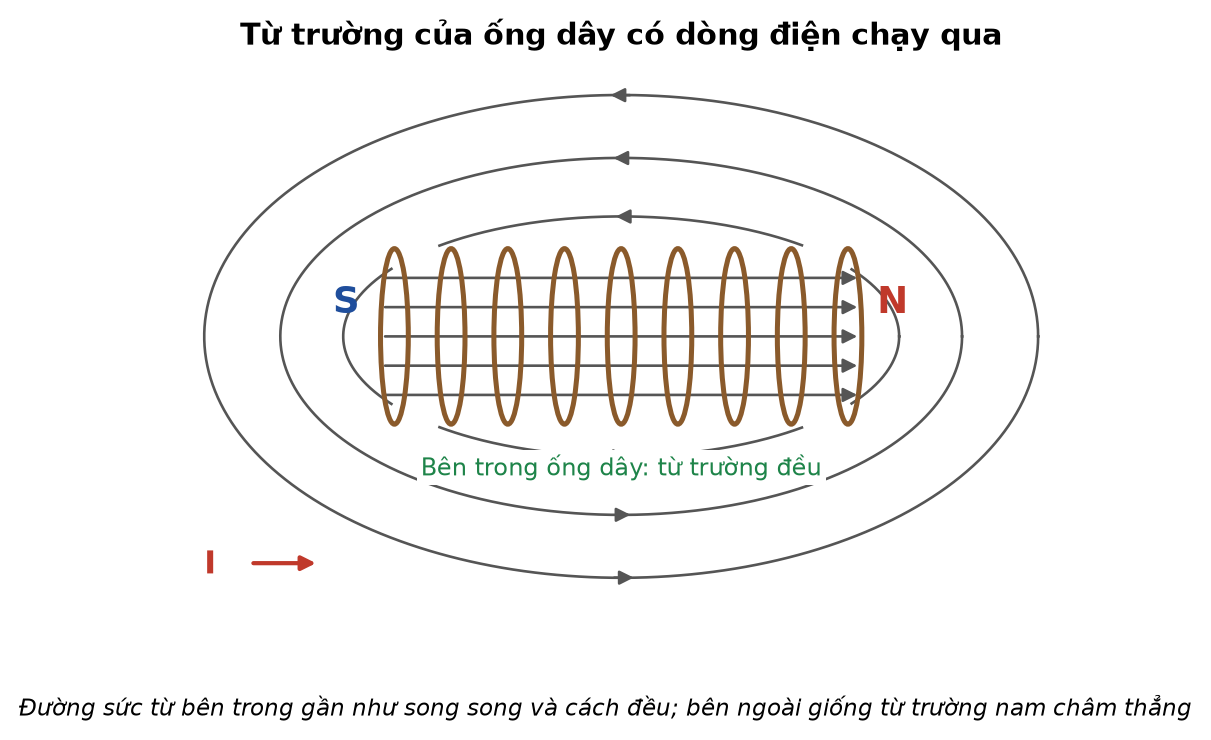 Từ trường của ống dây có dòng điện chạy qua
S
N
Bên trong ống dây: từ trường đều
I
Đường sức từ bên trong gần như song song và cách đều; bên ngoài giống từ trường nam châm thẳng